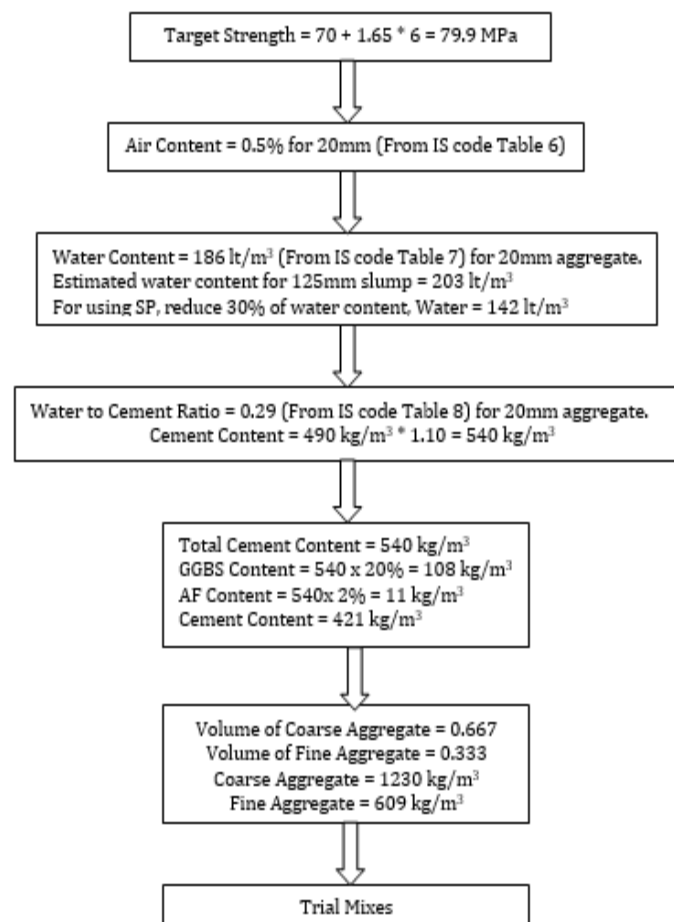 Target Strength = 70 + 1.65 * 6 = 79.9 MPa
Air Content = 0.5% for 20mm (From IS code Table 6)
Water Content = 186 lt/m³ (From IS code Table 7) for 20mm aggregate.
Estimated water content for 125mm slump = 203 lt/m³
For using SP, reduce 30% of water content, Water = 142 lt/m³
Water to Cement Ratio = 0.29 (From IS code Table 8) for 20mm aggregate.
Cement Content = 490 kg/m³ * 1.10 = 540 kg/m³
Total Cement Content = 540 kg/m³
GGBS Content = 540 x 20% = 108 kg/m³
AF Content = 540x 2% = 11 kg/m³
Cement Content = 421 kg/m³
Volume of Coarse Aggregate = 0.667
Volume of Fine Aggregate = 0.333
Coarse Aggregate = 1230 kg/m³
Fine Aggregate = 609 kg/m³
Trial Mixes